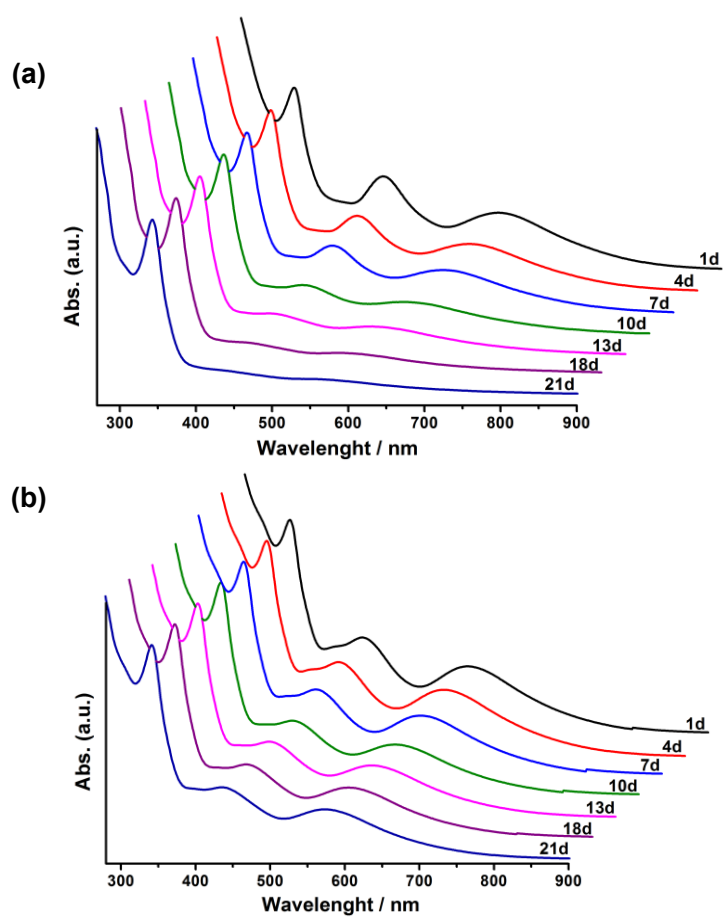 (a)
Abs. (a.u.)
1d
4d
7d
10d
13d
18d
21d
300 400 500 600 700 800 900
Wavelenght / nm
(b)
Abs. (a.u.)
1d
4d
7d
10d
13d
18d
21d
300 400 500 600 700 800 900
Wavelenght / nm